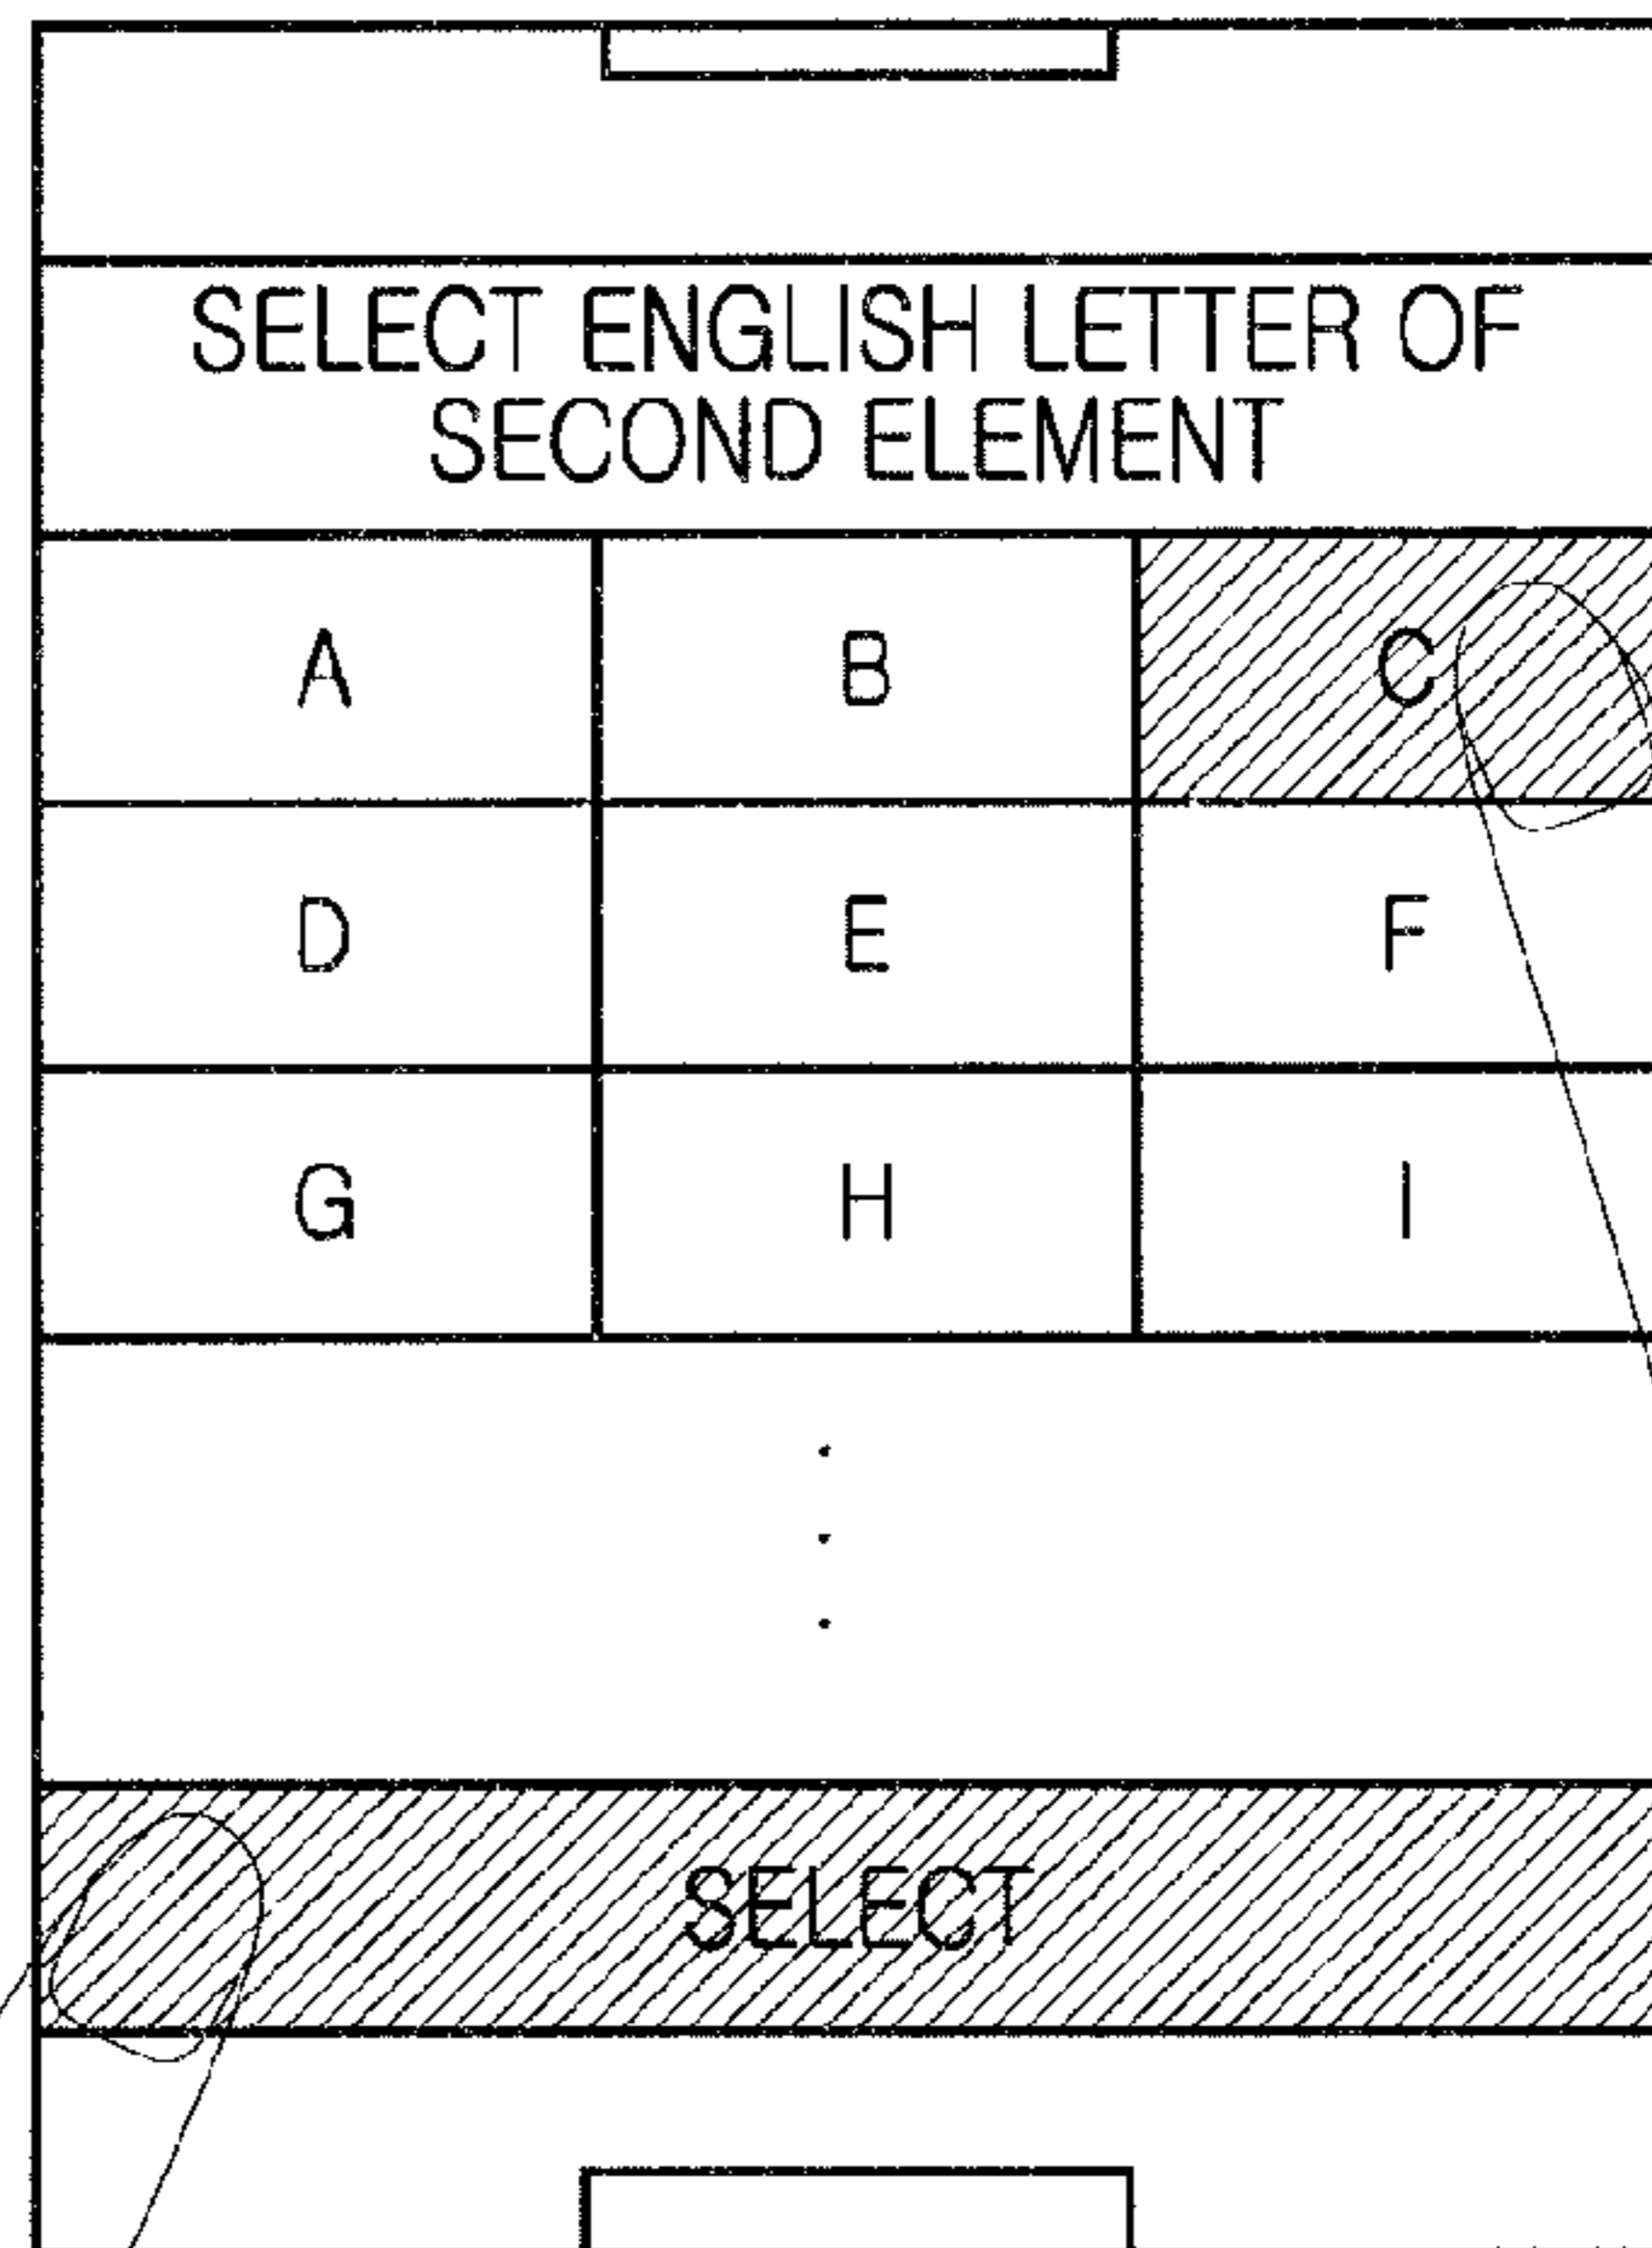 SELECT ENGLISH LETTER OF
SECOND ELEMENT
A B C
D E F
G H I
SELECT